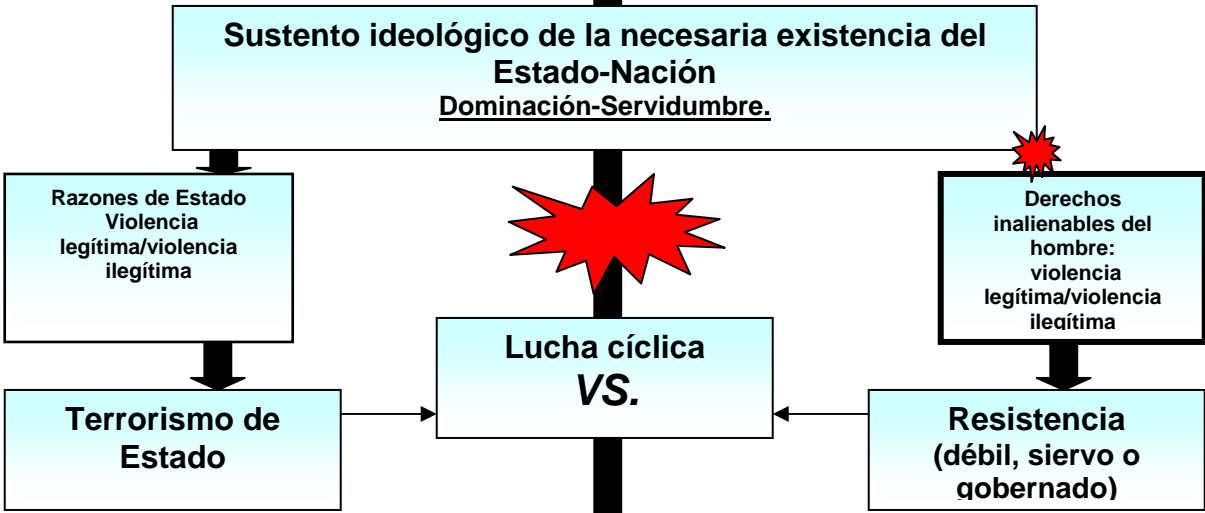 Sustento ideológico de la necesaria existencia del
Estado-Nación
Dominación-Servidumbre.
Razones de Estado
Violencia
legítima/violencia
ilegítima
Derechos
inalienables del
hombre:
violencia
legítima/violencia
ilegítima
Lucha cíclica
VS.
Terrorismo de
Estado
Resistencia
(débil, siervo o
gobernado)